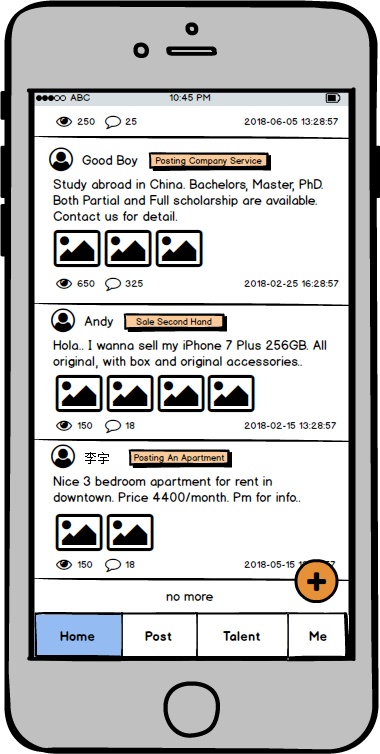 ABC 10:45 PM
250 25 2018-06-05 13:28:57
Good Boy Posting Company Service
Study abroad in China. Bachelors, Master, PhD.
Both Partial and Full scholarship are available.
Contact us for detail.
650 325 2018-02-25 16:28:57
Andy Sale Second Hand
Hola.. I wanna sell my iPhone 7 Plus 256GB. All
original, with box and original accessories..
150 18 2018-02-15 13:28:57
李宇 Posting An Apartment
Nice 3 bedroom apartment for rent in
downtown. Price 4400/month. Pm for info..
150 18 2018-05-15
no more
Home Post Talent Me